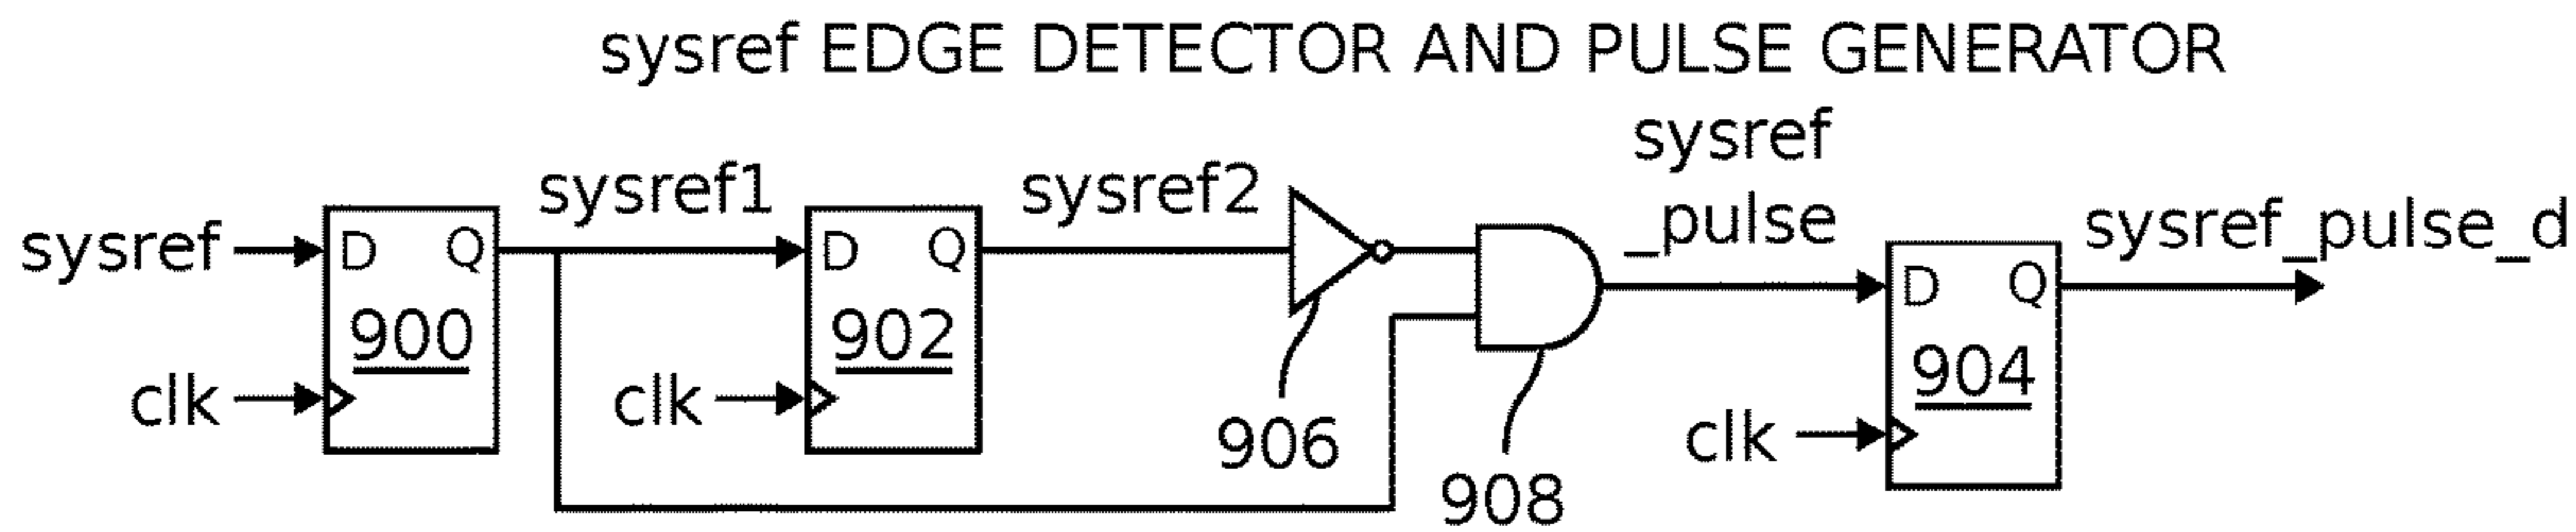 sysref EDGE DETECTOR AND PULSE GENERATOR
sysref
_pulse
sysref1
sysref2
sysref_pulse_d
sysref
D Q
D Q
D Q
900
902
904
clk
clk
clk
906
908